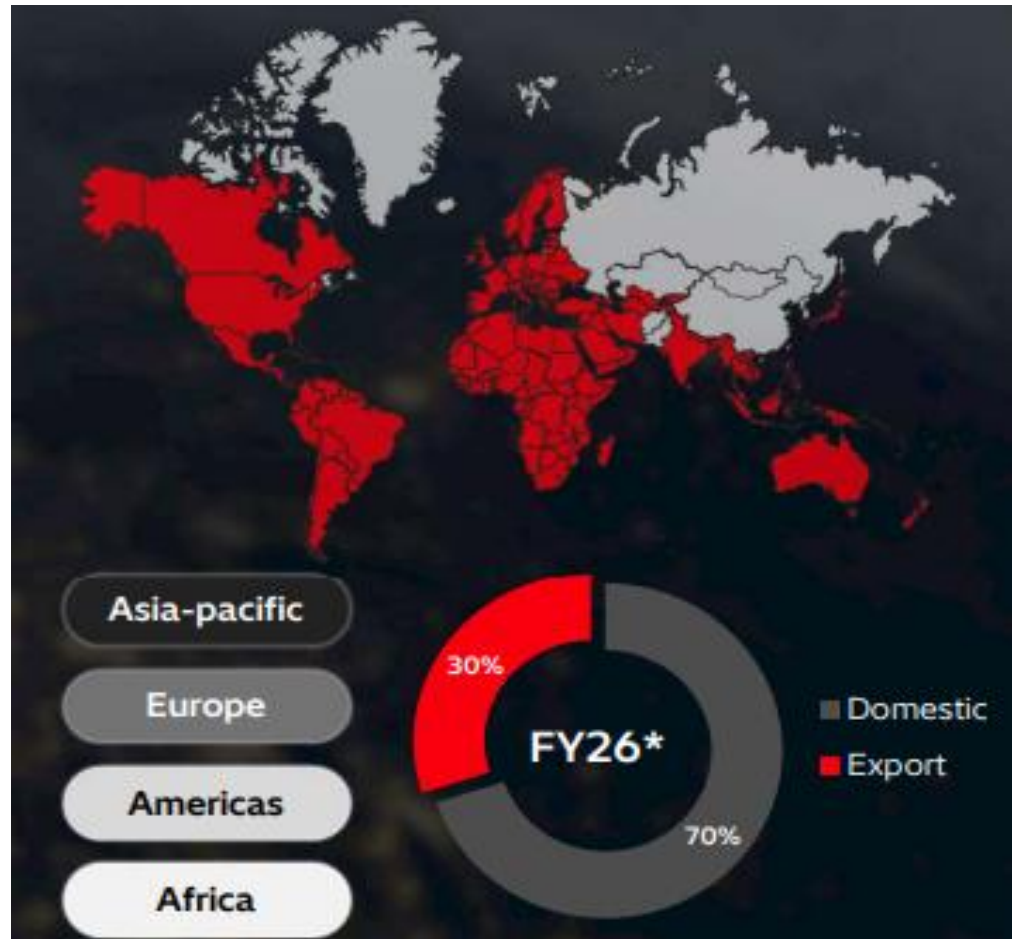 Asia-pacific
Europe
Americas
Africa
30%
FY26*
70%
Domestic
Export